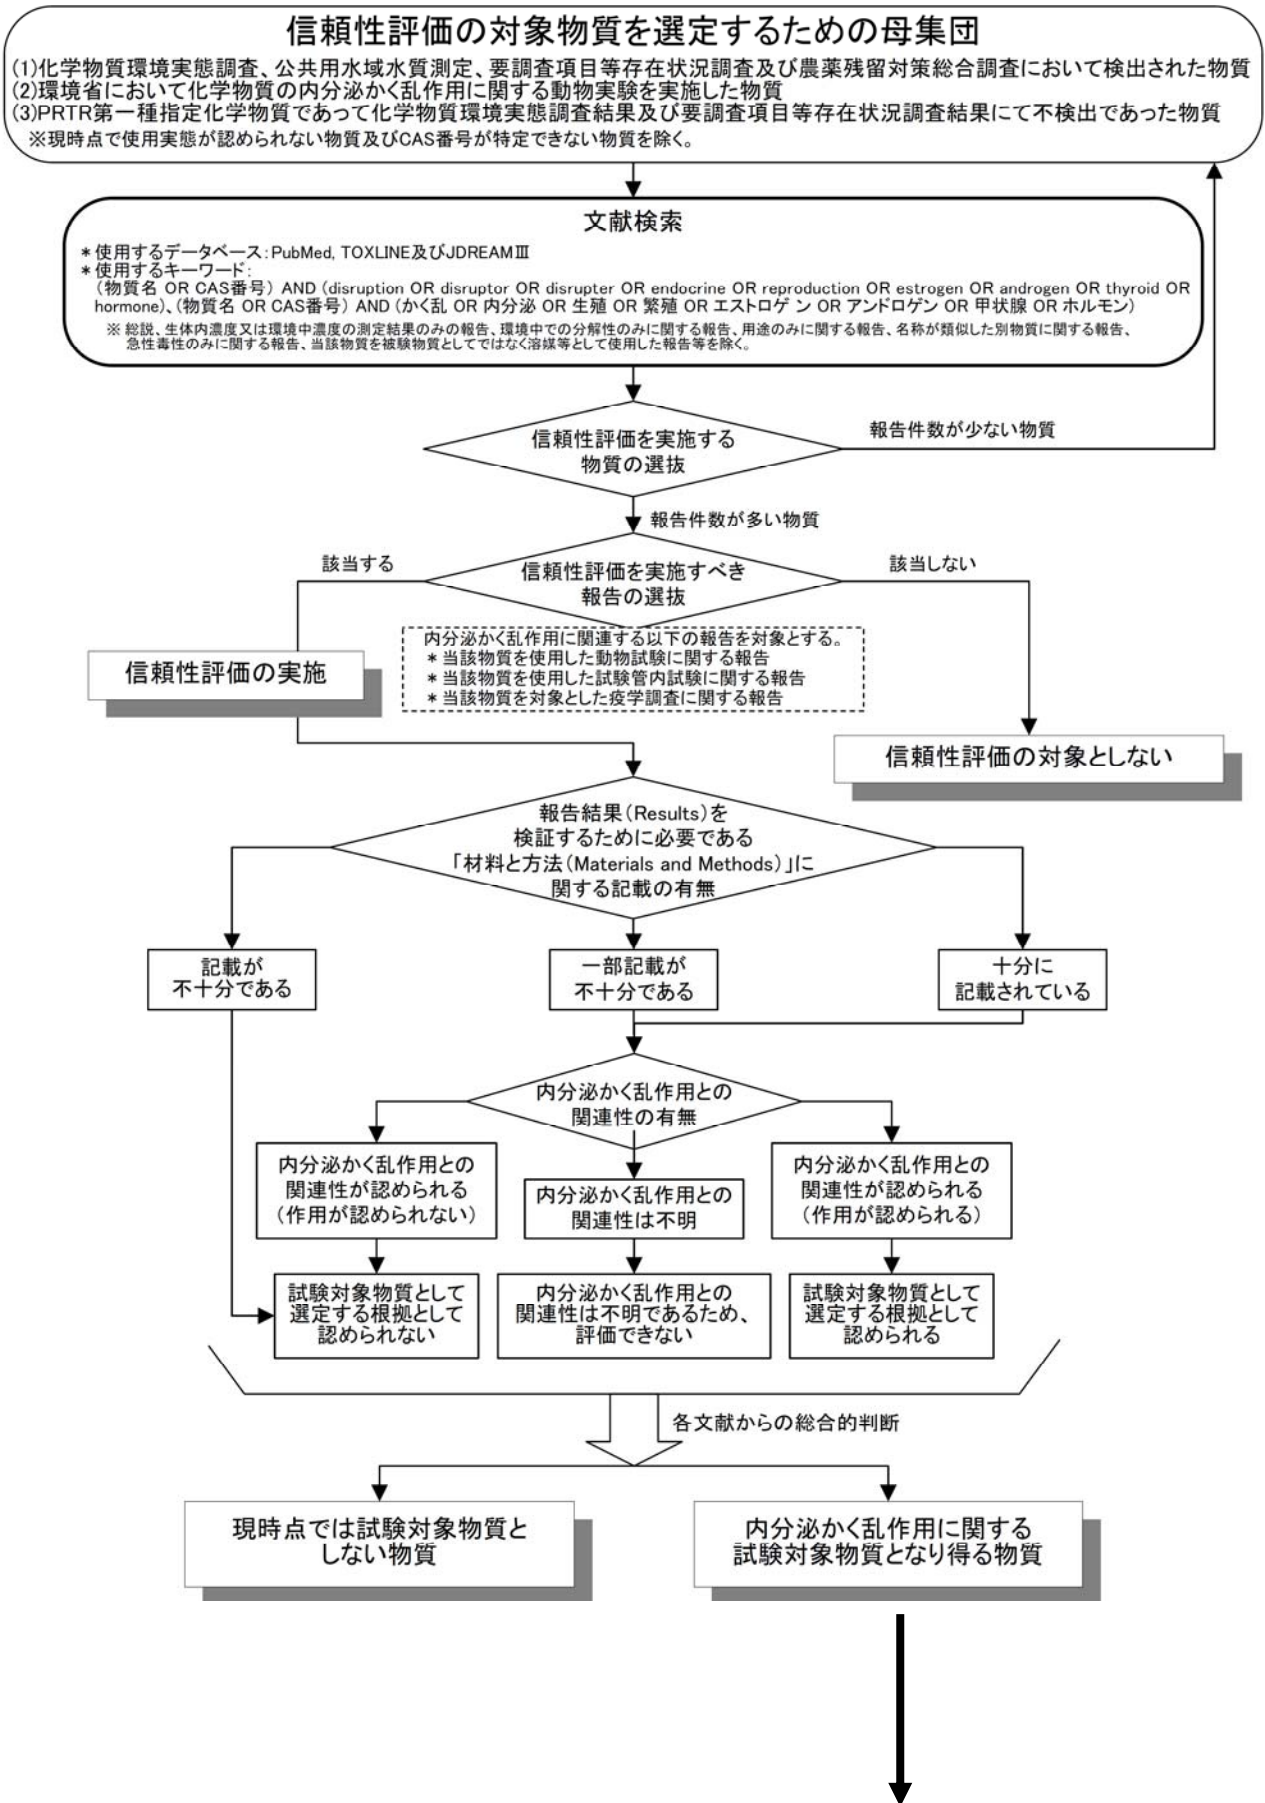 信頼性評価の対象物質を選定するための母集団
(1)化学物質環境実態調査、公共用水域水質測定、要調査項目等存在状況調査及び農薬残留対策総合調査において検出された物質
(2)環境省において化学物質の内分泌かく乱作用に関する動物実験を実施した物質
(3)PRTR第一種指定化学物質であって化学物質環境実態調査結果及び要調査項目等存在状況調査結果にて不検出であった物質
※現時点で使用実態が認められない物質及びCAS番号が特定できない物質を除く。
文献検索
＊使用するデータベース：PubMed, TOXLINE及びJDREAMⅢ
＊使用するキーワード：
（物質名 OR CAS番号） AND （disruption OR disruptor OR disrupter OR endocrine OR reproduction OR estrogen OR androgen OR thyroid OR
hormone）、（物質名 OR CAS番号） AND （かく乱 OR 内分泌 OR 生殖 OR 繁殖 OR エストロゲン OR アンドロゲン OR 甲状腺 OR ホルモン）
※ 総説、生体内濃度又は環境中濃度の測定結果のみの報告、環境中での分解性のみに関する報告、用途のみに関する報告、名称が類似した別物質に関する報告、
急性毒性のみに関する報告、当該物質を被験物質としてではなく溶媒等として使用した報告等を除く。
信頼性評価を実施する
物質の選抜
報告件数が少ない物質
報告件数が多い物質
該当する
信頼性評価を実施すべき
報告の選抜
該当しない
内分泌かく乱作用に関連する以下の報告を対象とする。
＊当該物質を使用した動物試験に関する報告
＊当該物質を使用した試験管内試験に関する報告
＊当該物質を対象とした疫学調査に関する報告
信頼性評価の実施
信頼性評価の対象としない
報告結果（Results）を
検証するために必要である
「材料と方法（Materials and Methods）」に
関する記載の有無
記載が
不十分である
一部記載が
不十分である
十分に
記載されている
内分泌かく乱作用との
関連性の有無
内分泌かく乱作用との
関連性が認められる
（作用が認められない）
内分泌かく乱作用との
関連性は不明
内分泌かく乱作用との
関連性が認められる
（作用が認められる）
試験対象物質として
選定する根拠として
認められない
内分泌かく乱作用との
関連性は不明であるため、
評価できない
試験対象物質として
選定する根拠として
認められる
各文献からの総合的判断
現時点では試験対象物質と
しない物質
内分泌かく乱作用に関する
試験対象物質となり得る物質